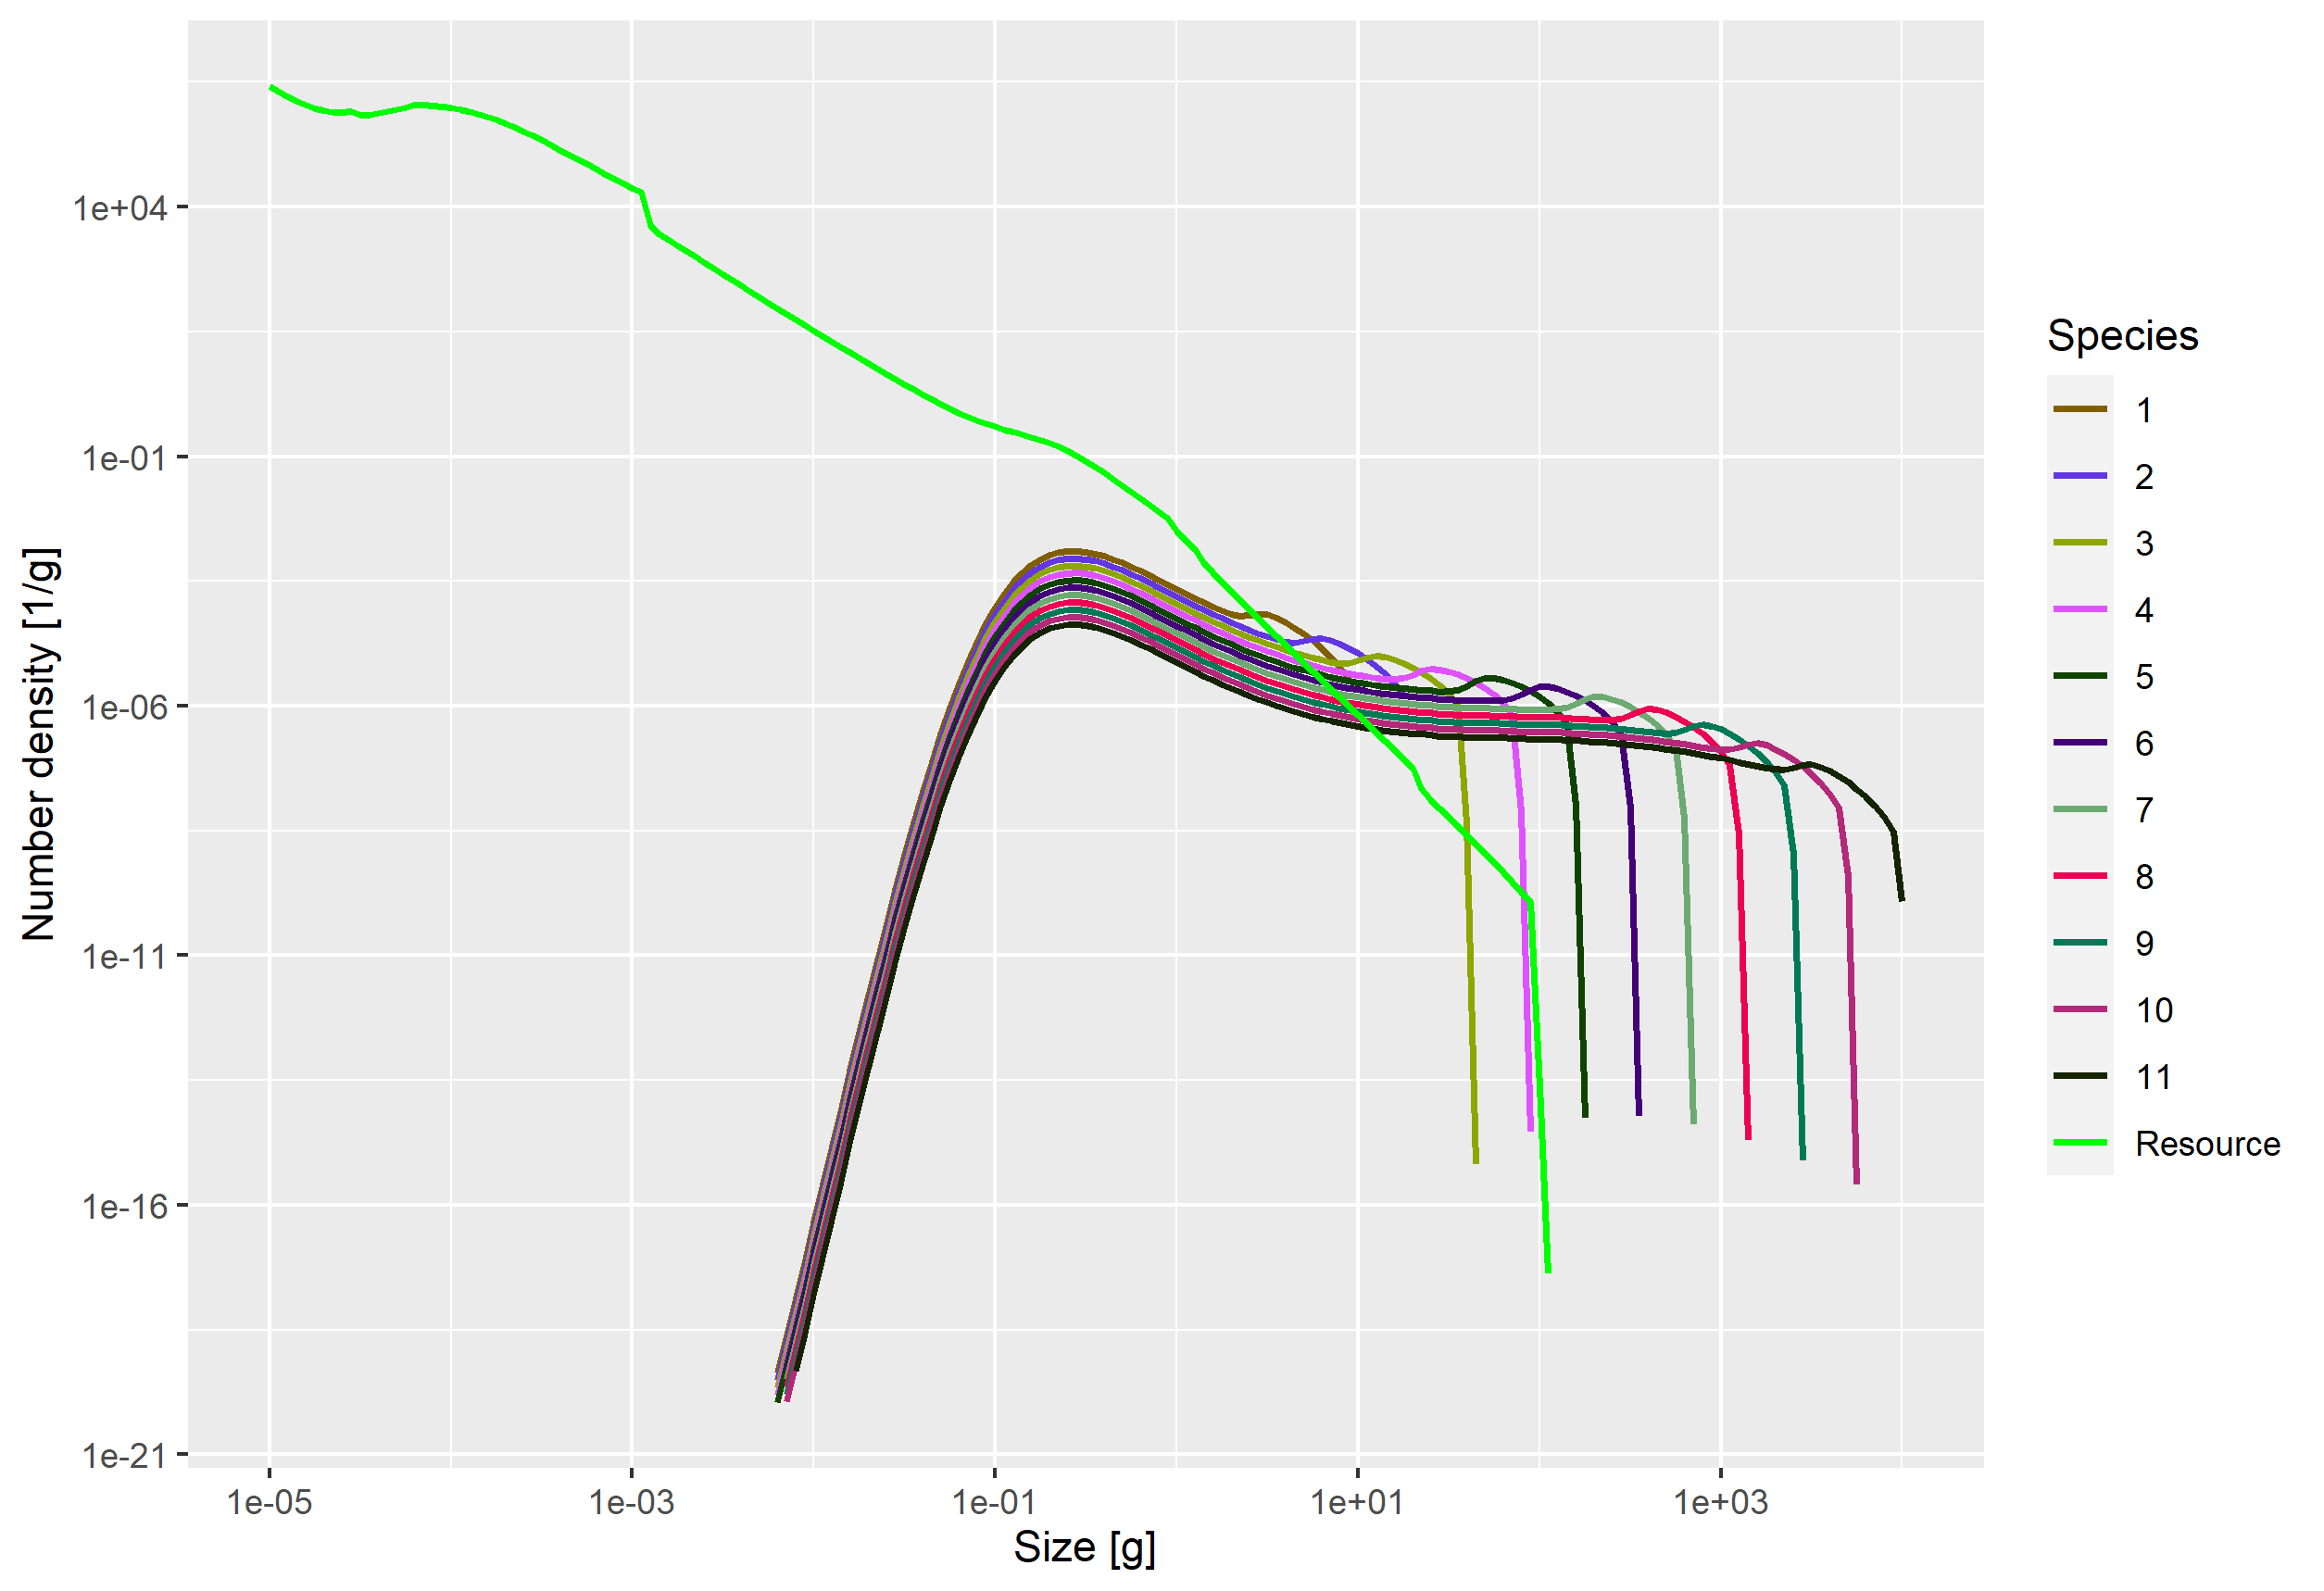 Number density [1/g]
1e+04
1e-01
1e-06
1e-11
1e-16
1e-21
1e-05
1e-03
1e-01
1e+01
1e+03
Size [g]
Species
1
2
3
4
5
6
7
8
9
10
11
Resource